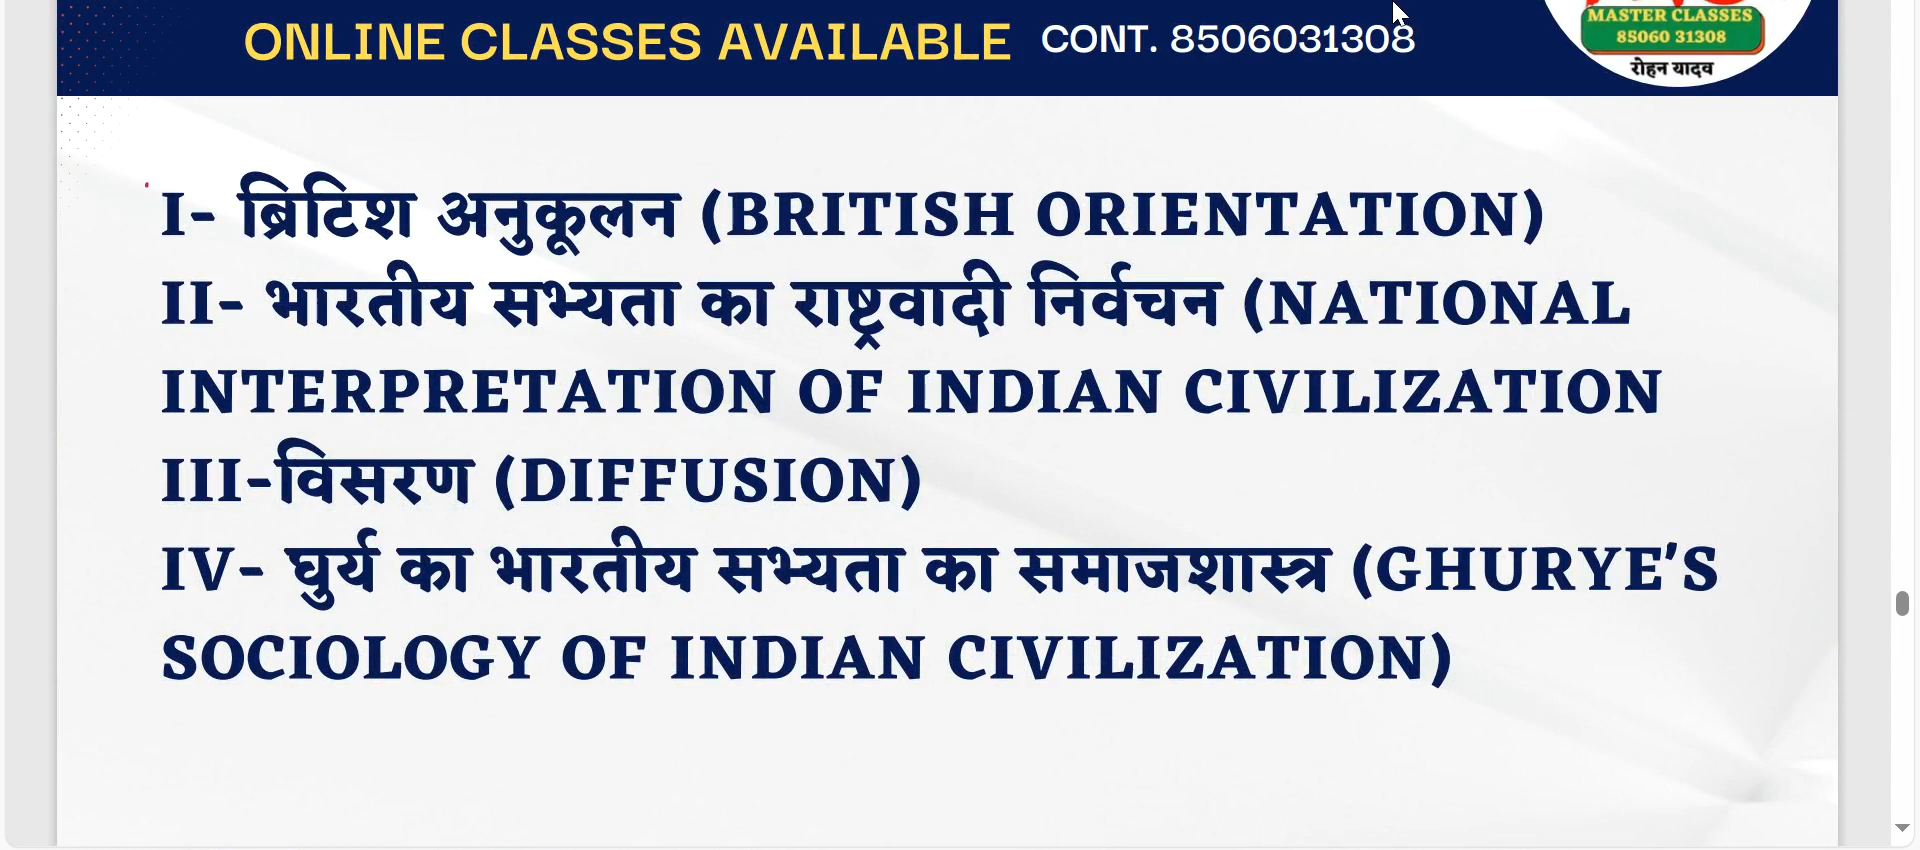 ONLINE CLASSES AVAILABLE CONT. 8506031308
MASTER CLASSES
85060 31308
रोहन यादव
I- ब्रिटिश अनुकूलन (BRITISH ORIENTATION)
II- भारतीय सभ्यता का राष्ट्रवादी निर्वचन (NATIONAL
INTERPRETATION OF INDIAN CIVILIZATION
III-विसरण (DIFFUSION)
IV- घुर्य का भारतीय सभ्यता का समाजशास्त्र (GHURYE'S
SOCIOLOGY OF INDIAN CIVILIZATION)